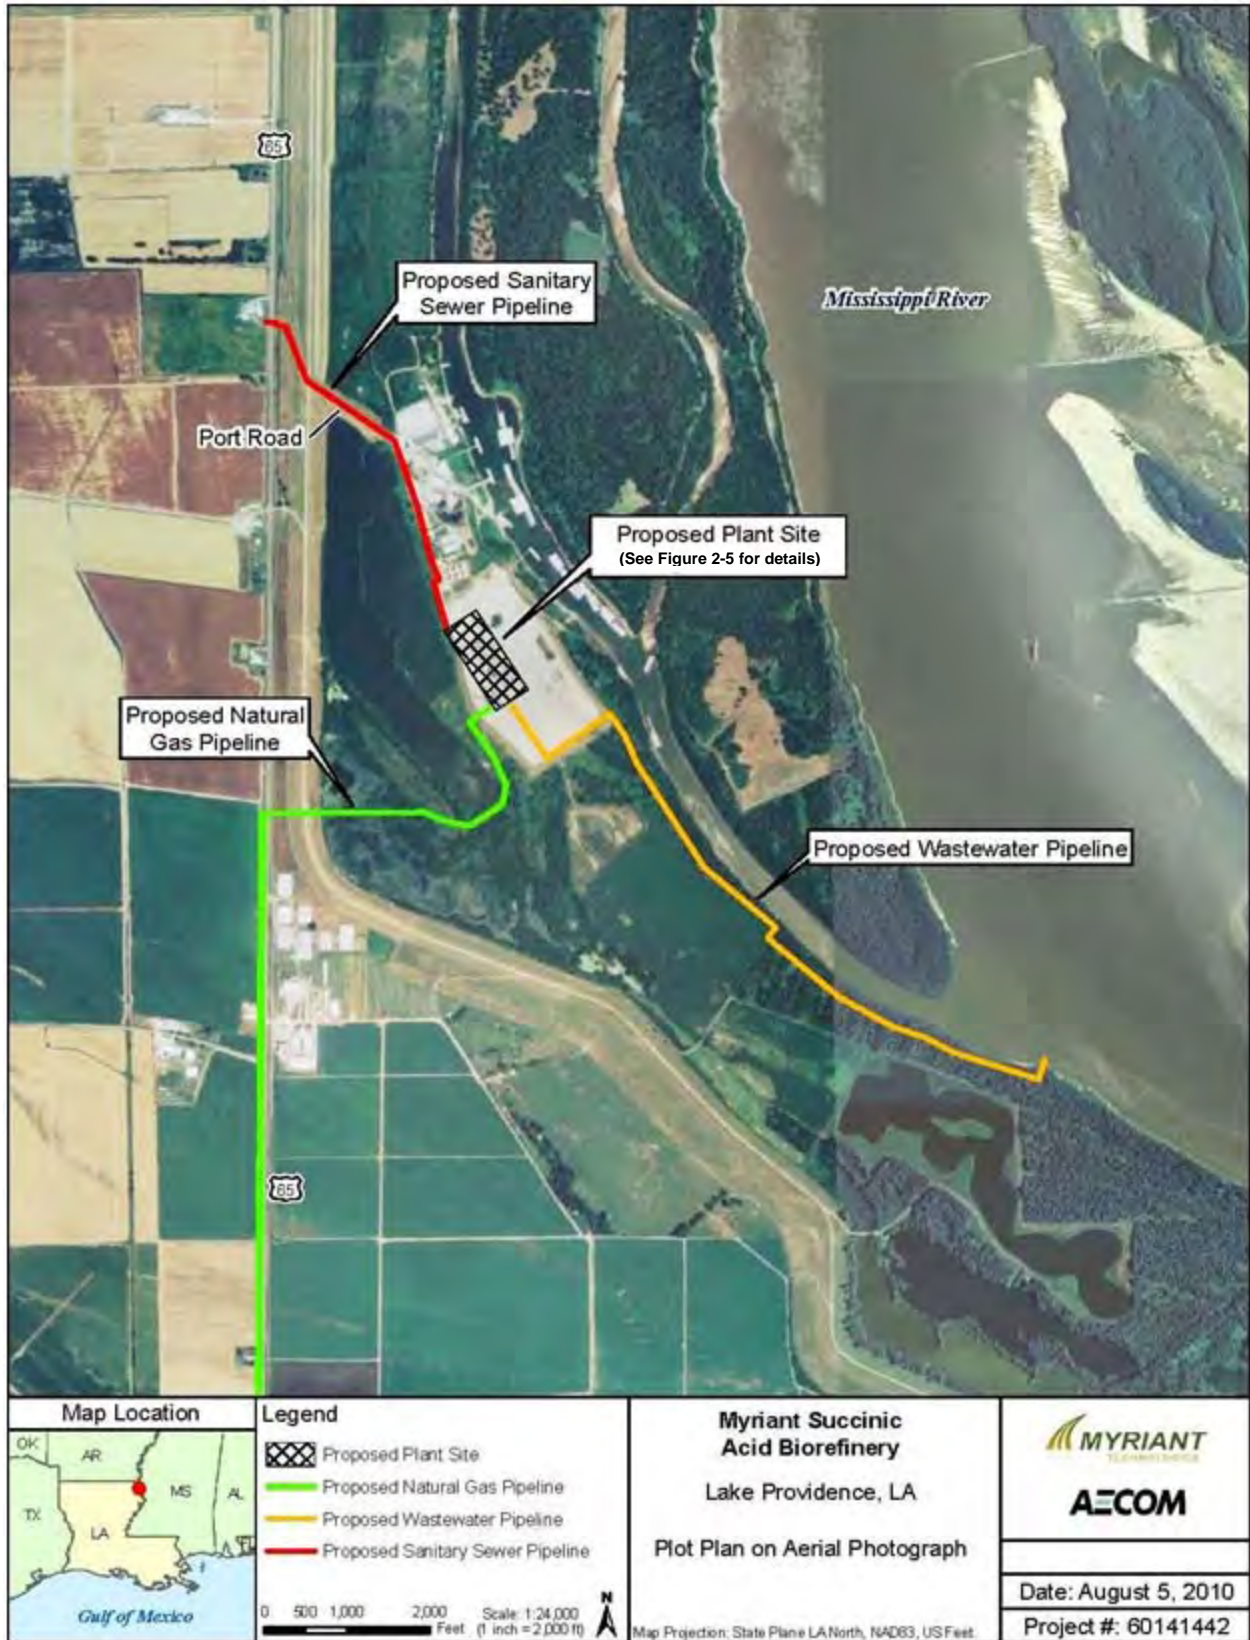 65
Proposed Sanitary
Sewer Pipeline
Mississippi River
Port Road
Proposed Plant Site
(See Figure 2-5 for details)
Proposed Natural
Gas Pipeline
Proposed Wastewater Pipeline
65
Map Location
OK
AR
TX
LA
MS
AL
Gulf of Mexico
Legend
Proposed Plant Site
Proposed Natural Gas Pipeline
Proposed Wastewater Pipeline
Proposed Sanitary Sewer Pipeline
0 500 1,000 2,000
Feet
Scale: 1:24,000
(1 inch = 2,000 ft)
N
Myriant Succinic
Acid Biorefinery
Lake Providence, LA
Plot Plan on Aerial Photograph
Map Projection: State Plane LA North, NAD83, US Feet.
MYRIANT
TECHNOLOGIES
AECOM
Date: August 5, 2010
Project #: 60141442